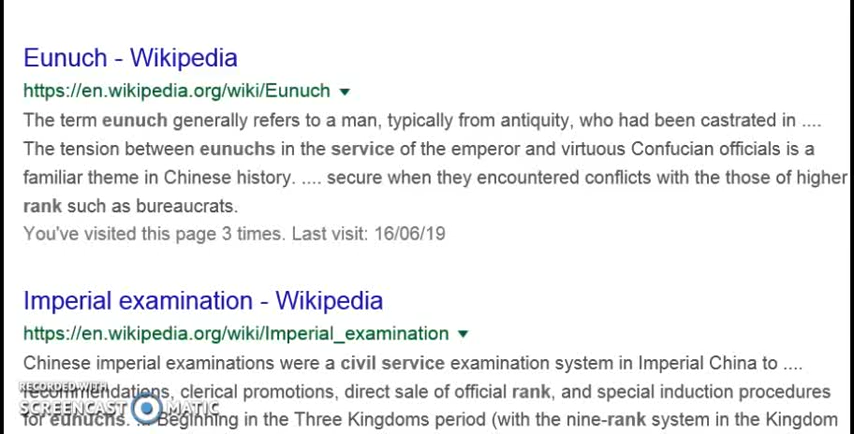 Eunuch - Wikipedia
https://en.wikipedia.org/wiki/Eunuch
The term eunuch generally refers to a man, typically from antiquity, who had been castrated in ....
The tension between eunuchs in the service of the emperor and virtuous Confucian officials is a
familiar theme in Chinese history. .... secure when they encountered conflicts with the those of higher
rank such as bureaucrats.
You've visited this page 3 times. Last visit: 16/06/19
Imperial examination - Wikipedia
https://en.wikipedia.org/wiki/Imperial_examination
Chinese imperial examinations were a civil service examination system in Imperial China to ....
RECORDED WITH
recommendations, clerical promotions, direct sale of official rank, and special induction procedures
SCREENCAST MATIC
for eunuchs. ... Beginning in the Three Kingdoms period (with the nine-rank system in the Kingdom